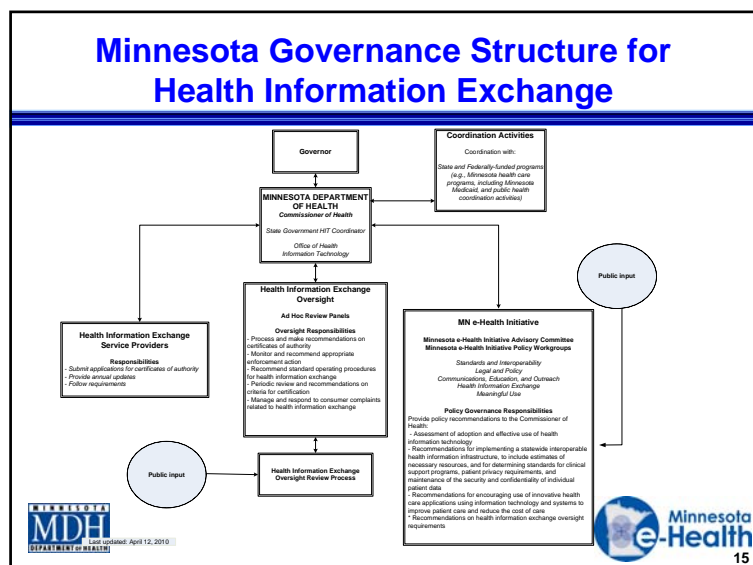 Minnesota Governance Structure for
Health Information Exchange
Governor
Coordination Activities
Coordination with:
State and Federally-funded programs
(e.g., Minnesota health care
programs, including Minnesota
Medicaid, and public health
coordination activities)
MINNESOTA DEPARTMENT
OF HEALTH
Commissioner of Health
State Government HIT Coordinator
Office of Health
Information Technology
Public input
Health Information Exchange
Service Providers
Responsibilities
- Submit applications for certificates of authority
- Provide annual updates
- Follow requirements
Health Information Exchange
Oversight
Ad Hoc Review Panels
Oversight Responsibilities
- Process and make recommendations on
certificates of authority
- Monitor and recommend appropriate
enforcement action
- Recommend standard operating procedures
for health information exchange
- Periodic review and recommendations on
criteria for certification
- Manage and respond to consumer complaints
related to health information exchange
MN e-Health Initiative
Minnesota e-Health Initiative Advisory Committee
Minnesota e-Health Initiative Policy Workgroups
Standards and Interoperability
Legal and Policy
Communications, Education, and Outreach
Health Information Exchange
Meaningful Use
Policy Governance Responsibilities
Provide policy recommendations to the Commissioner of
Health:
- Assessment of adoption and effective use of health
information technology
- Recommendations for implementing a statewide interoperable
health information infrastructure, to include estimates of
necessary resources, and for determining standards for clinical
support programs, patient privacy requirements, and
maintenance of the security and confidentiality of individual
patient data
- Recommendations for encouraging use of innovative health
care applications using information technology and systems to
improve patient care and reduce the cost of care
* Recommendations on health information exchange oversight
requirements
Public input
Health Information Exchange
Oversight Review Process
MINNESOTA
MDH
DEPARTMENT of HEALTH
Last updated: April 12, 2010
Minnesota
e-Health
15